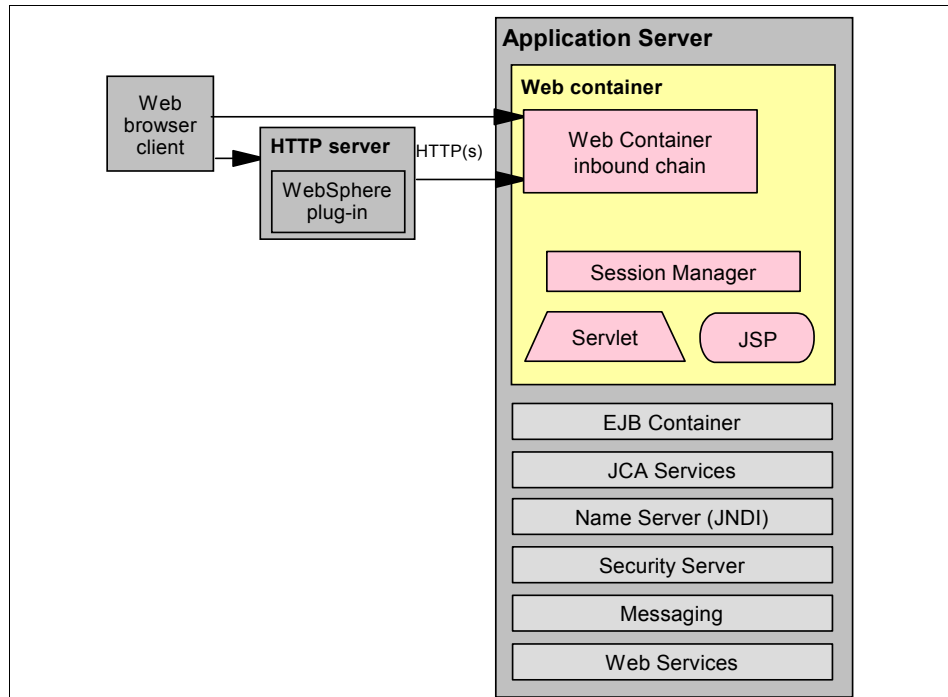 Application Server
Web container
Web
browser
client
Web Container
inbound chain
HTTP server
HTTP(s)
WebSphere
plug-in
Session Manager
Servlet
JSP
EJB Container
JCA Services
Name Server (JNDI)
Security Server
Messaging
Web Services